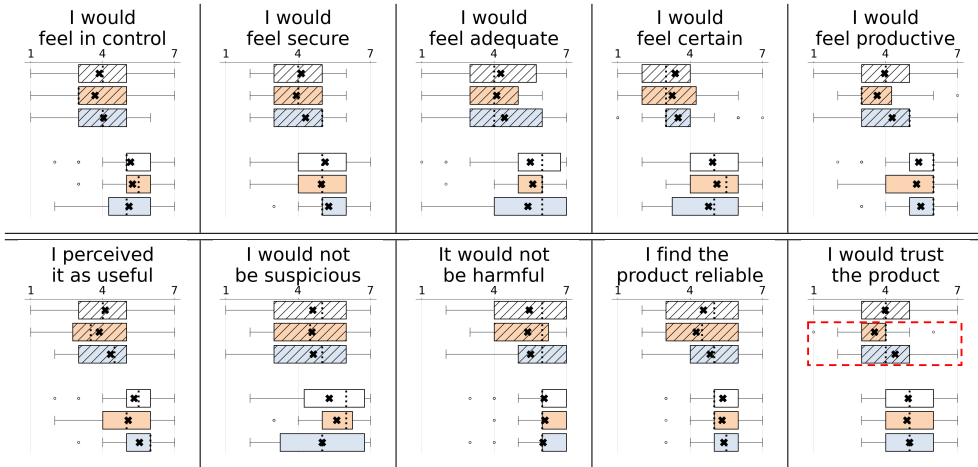 I would
feel in control
1 4 7
I would
feel secure
1 4 7
I would
feel adequate
1 4 7
I would
feel certain
1 4 7
I would
feel productive
1 4 7
I perceived
it as useful
1 4 7
I would not
be suspicious
1 4 7
It would not
be harmful
1 4 7
I find the
product reliable
1 4 7
I would trust
the product
1 4 7